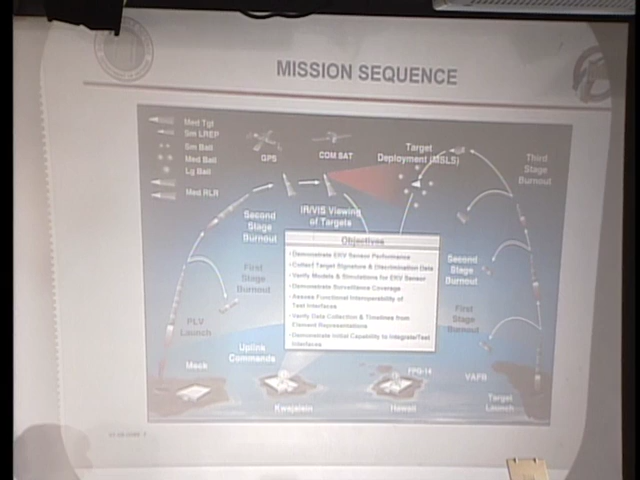 MISSION SEQUENCE
Med Tgt
Sm LREP
Sm Ball
Med Ball
Lg Ball
Med RLR
GPS
COM SAT
Target
Deployment (MSLS)
Third
Stage
Burnout
Second
Stage
Burnout
IR/VIS Viewing
of Targets
First
Stage
Burnout
PLV
Launch
Objectives
• Demonstrate EKV Sensor Performance
• Collect Target Signature & Discrimination Data
• Verify Models & Simulations for EKV Sensor
• Demonstrate Surveillance Coverage
• Assess Functional Interoperability of
Test Interfaces
• Verify Data Collection & Timelines from
Element Representations
• Demonstrate Initial Capability to Integrate/Test
Interfaces
Second
Stage
Burnout
First
Stage
Burnout
Uplink
Commands
Meck
Kwajalein
FPQ-14
Hawaii
VAFB
Target
Launch